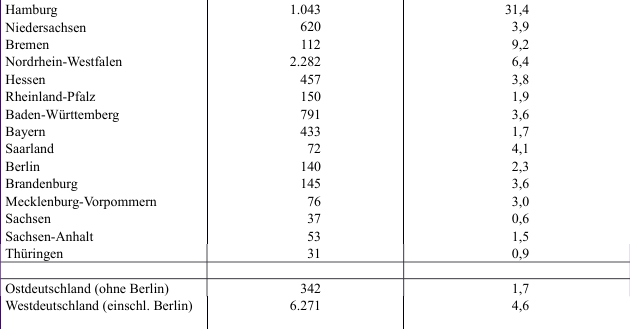 Hamburg 1.043 31,4
Niedersachsen 620 3,9
Bremen 112 9,2
Nordrhein-Westfalen 2.282 6,4
Hessen 457 3,8
Rheinland-Pfalz 150 1,9
Baden-Württemberg 791 3,6
Bayern 433 1,7
Saarland 72 4,1
Berlin 140 2,3
Brandenburg 145 3,6
Mecklenburg-Vorpommern 76 3,0
Sachsen 37 0,6
Sachsen-Anhalt 53 1,5
Thüringen 31 0,9
Ostdeutschland (ohne Berlin) 342 1,7
Westdeutschland (einschl. Berlin) 6.271 4,6